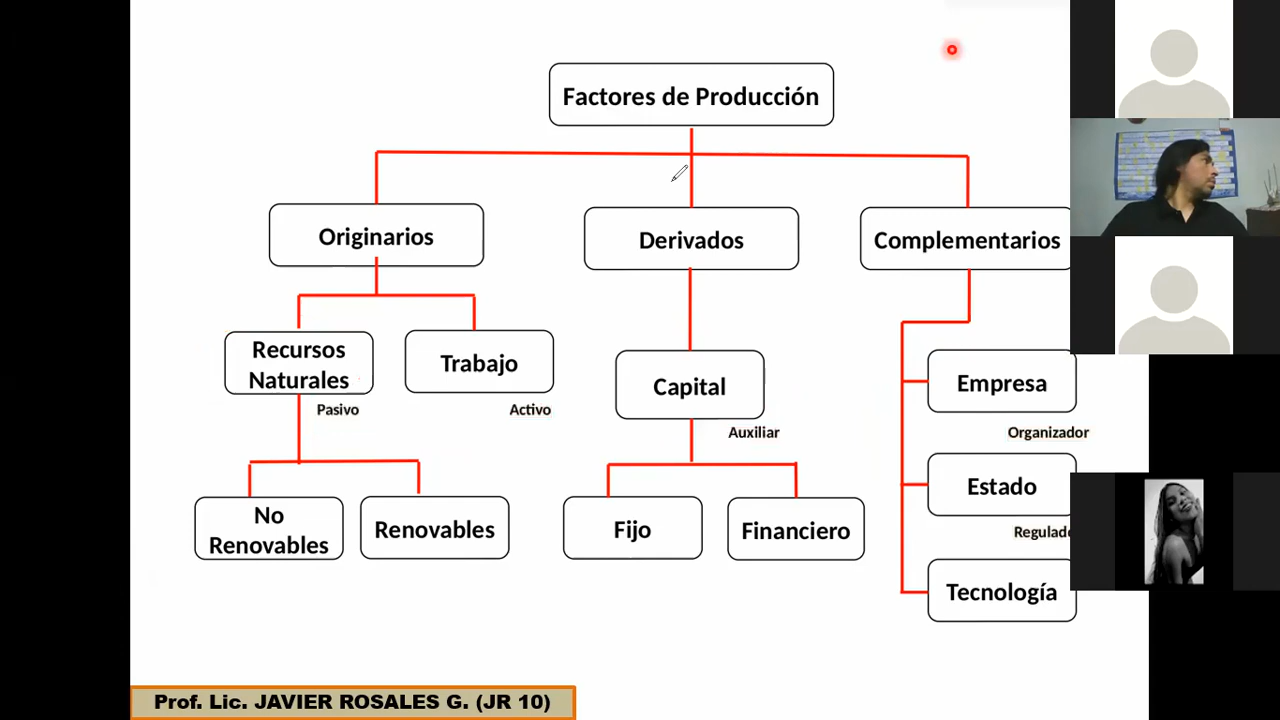 Factores de Producción
Originarios
Derivados
Complementarios
Recursos
Naturales
Trabajo
Capital
Empresa
Pasivo
Activo
Auxiliar
Organizador
Estado
No
Renovables
Renovables
Fijo
Financiero
Tecnología
Prof. Lic. JAVIER ROSALES G. (JR 10)